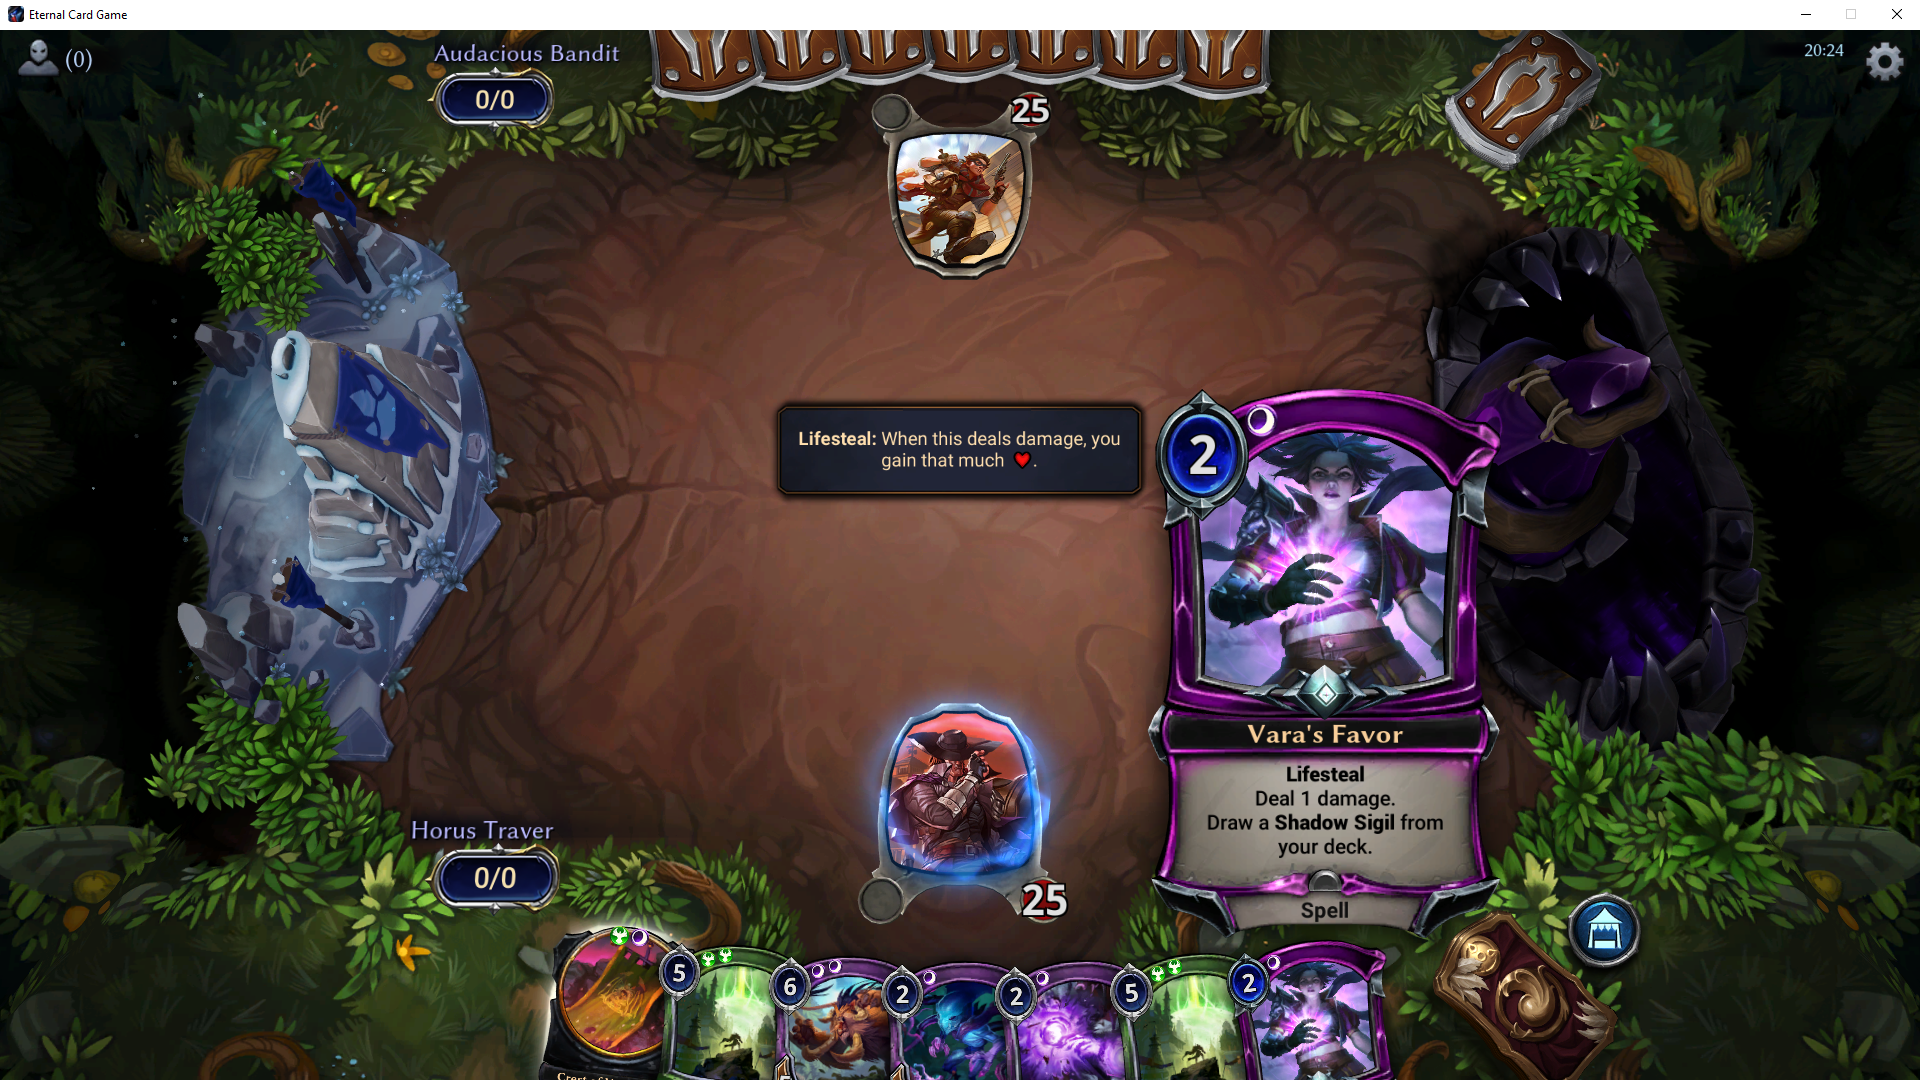 Eternal Card Game
(0)
Audacious Bandit
0/0
25
20:24
Lifesteal: When this deals damage, you
gain that much
.
2
Vara's Favor
Lifesteal
Deal 1 damage.
Draw a Shadow Sigil from
your deck.
Spell
Horus Traver
0/0
25
5
6
2
2
5
2